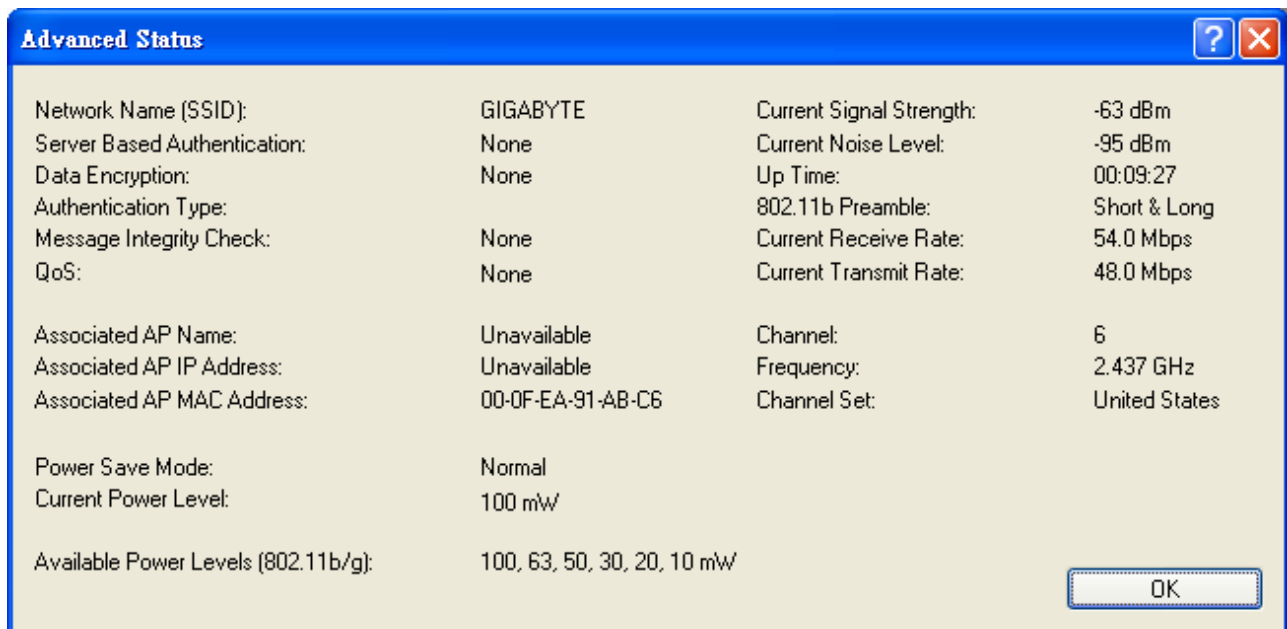 Advanced Status
Network Name (SSID): GIGABYTE Current Signal Strength: -63 dBm
Server Based Authentication: None Current Noise Level: -95 dBm
Data Encryption: None Up Time: 00:09:27
Authentication Type: 802.11b Preamble: Short & Long
Message Integrity Check: None Current Receive Rate: 54.0 Mbps
QoS: None Current Transmit Rate: 48.0 Mbps
Associated AP Name: Unavailable Channel: 6
Associated AP IP Address: Unavailable Frequency: 2.437 GHz
Associated AP MAC Address: 00-0F-EA-91-AB-C6 Channel Set: United States
Power Save Mode: Normal
Current Power Level: 100 mW
Available Power Levels (802.11b/g): 100, 63, 50, 30, 20, 10 mW
OK